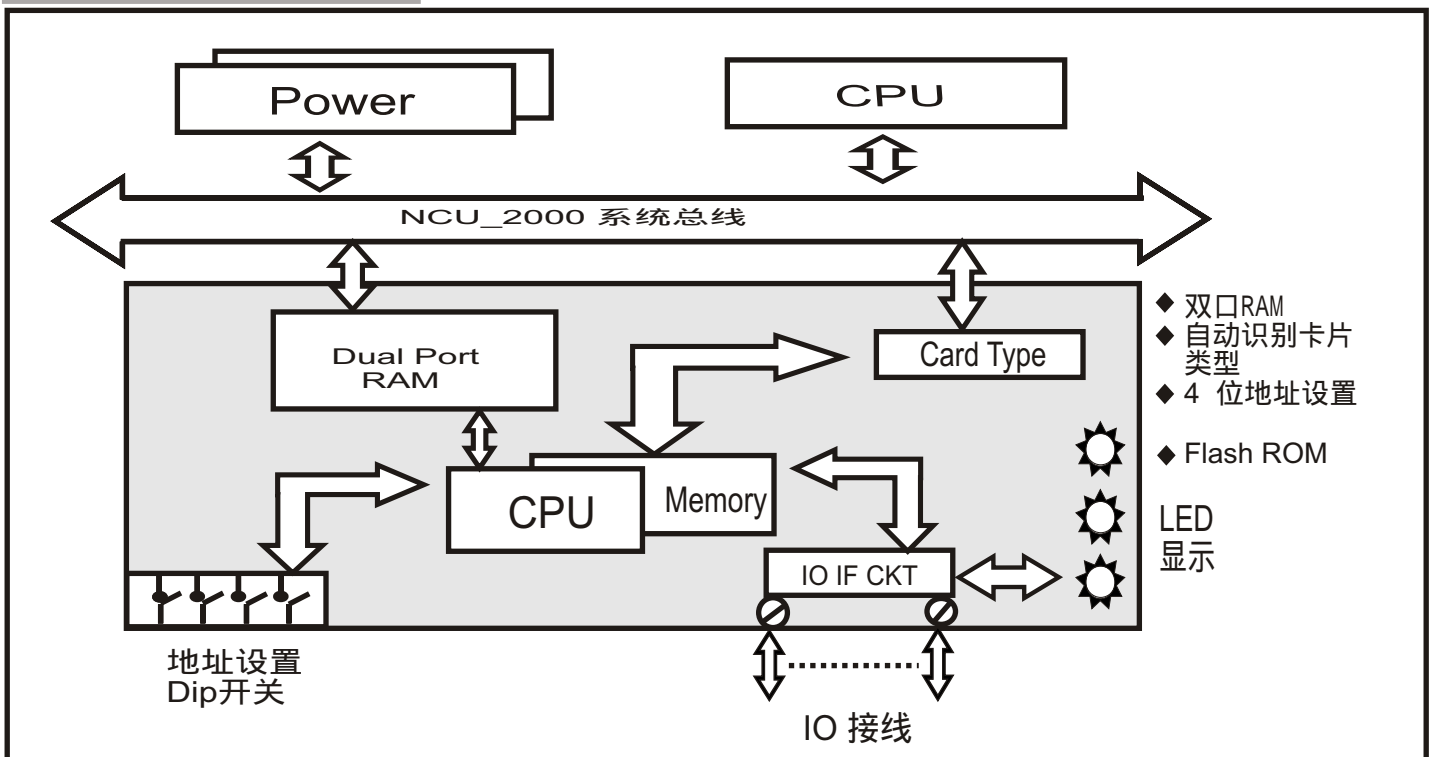 Power
CPU
NCU_2000 系统总线
Dual Port
RAM
Card Type
CPU
Memory
IO IF CKT
◆ 双口RAM
◆ 自动识别卡片
类型
◆ 4 位地址设置
◆ Flash ROM
LED
显示
地址设置
Dip开关
IO 接线